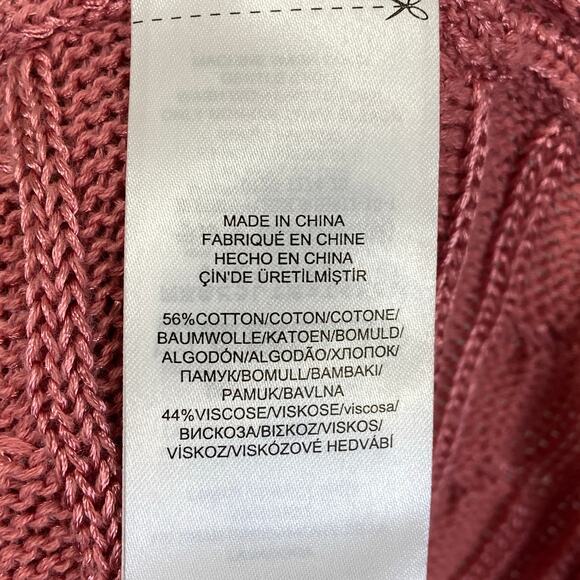 MADE IN CHINA
FABRIQUÉ EN CHINE
HECHO EN CHINA
ÇİN'DE ÜRETİLMİŞTİR
56%COTTON/COTON/COTONE/
BAUMWOLLE/KATOEN/BOMULD/
ALGODÓN/ALGODÃO/ХЛОПОК/
ПАМУК/BOMULL/BAMBAKI/
PAMUK/BAVLNA
44%VISCOSE/VISKOSE/viscosa/
ВИСКОЗА/ВІЗКОZ/VISKOS/
VİSKOZ/VISKÓZOVÉ HEDVÁBÍ